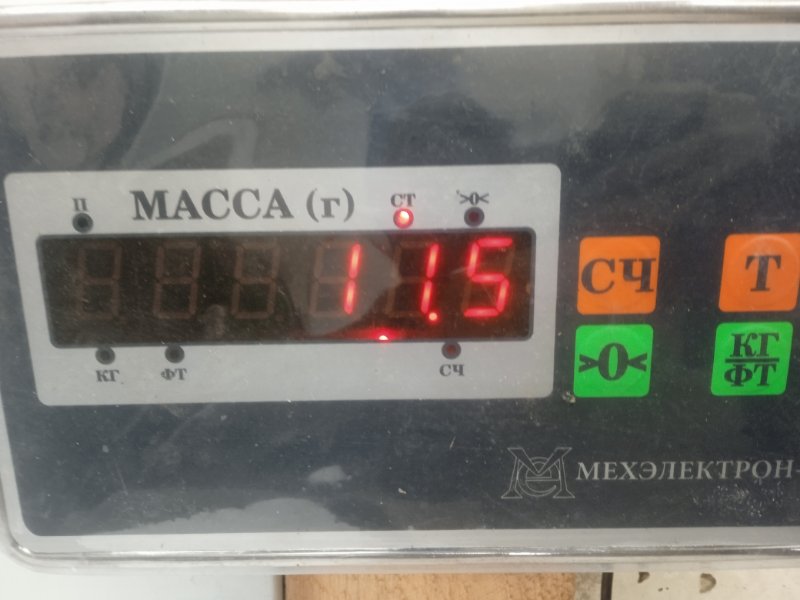 П МАССА (г) СТ >0<
11.5
КГ ФТ СЧ
СЧ Т
>0< КГ/ФТ
МЕХЭЛЕКТРОН-